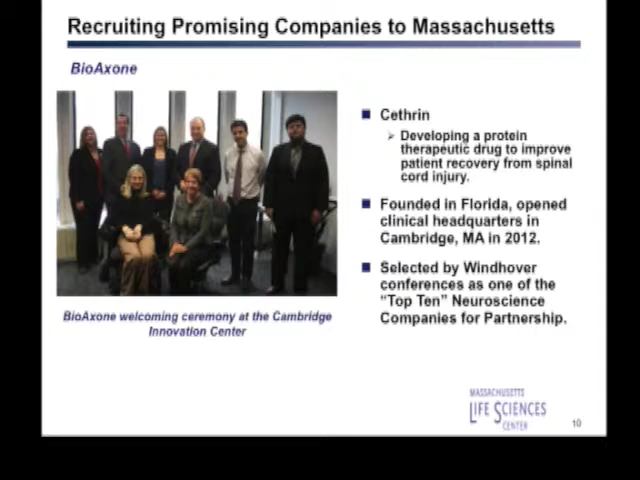 Recruiting Promising Companies to Massachusetts
BioAxone
Cethrin
Developing a protein
therapeutic drug to improve
patient recovery from spinal
cord injury.
Founded in Florida, opened
clinical headquarters in
Cambridge, MA in 2012.
Selected by Windhover
conferences as one of the
“Top Ten” Neuroscience
Companies for Partnership.
BioAxone welcoming ceremony at the Cambridge
Innovation Center
MASSACHUSETTS
LIFE SCIENCES
CENTER
10